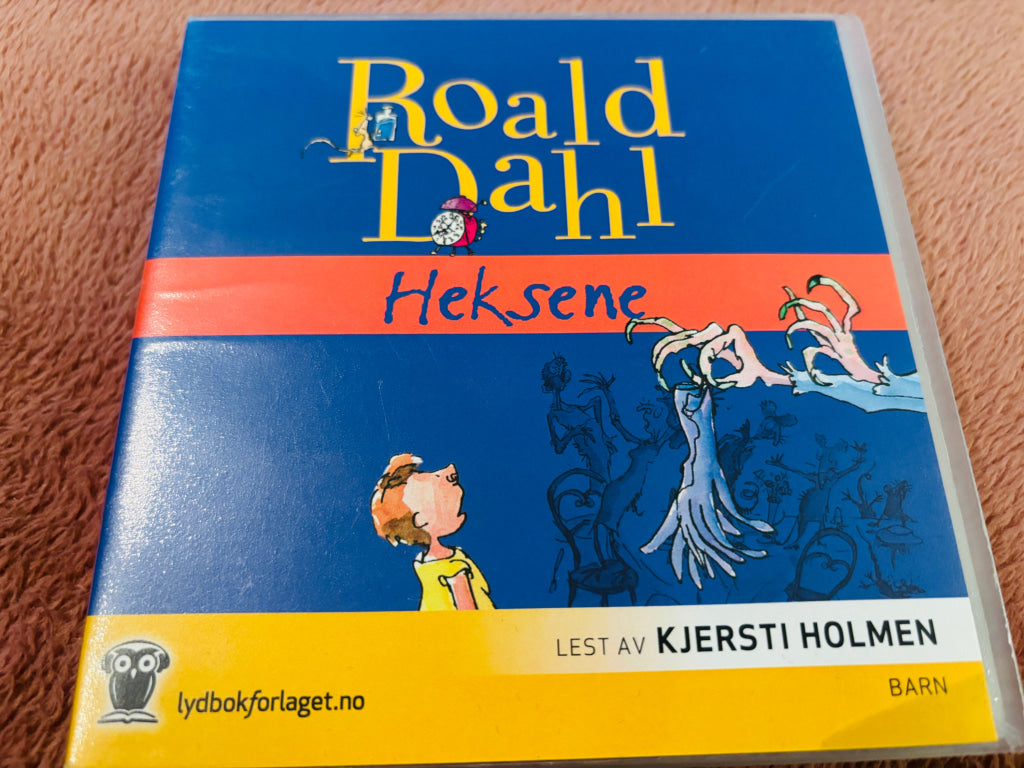 Roald
Dahl
Heksene
LEST AV KJERSTI HOLMEN
BARN
lydbokforlaget.no